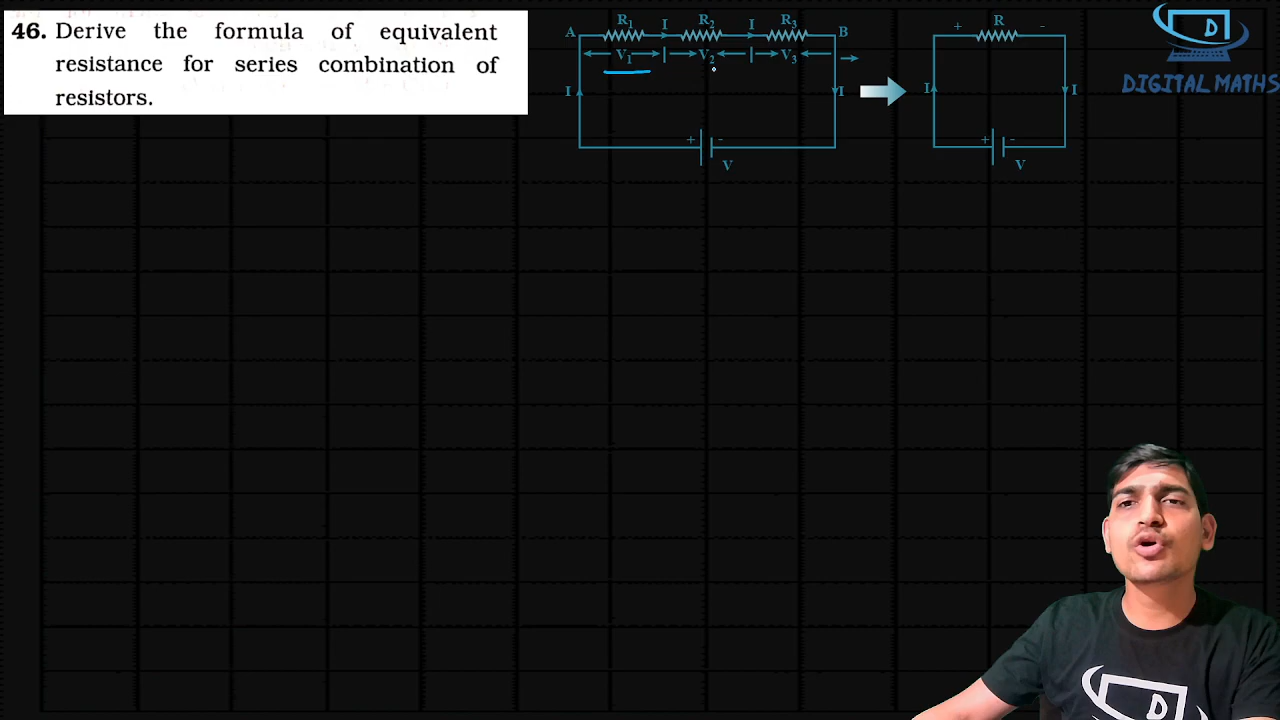 46. Derive the formula of equivalent
resistance for series combination of
resistors.
R₁ I R₂ I R₃
A B
V₁ V₂ V₃
I I
+ -
V
+ R -
I I
+ -
V
D
DIGITAL MATHS
D